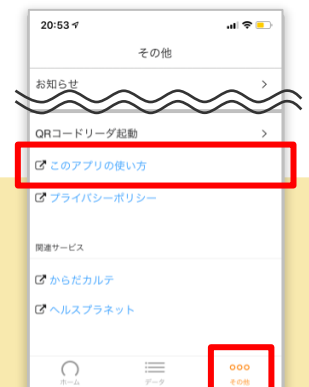 20:53
その他
お知らせ
QRコードリーダ起動
このアプリの使い方
プライバシーポリシー
関連サービス
からだカルテ
ヘルスプラネット
ホーム データ その他